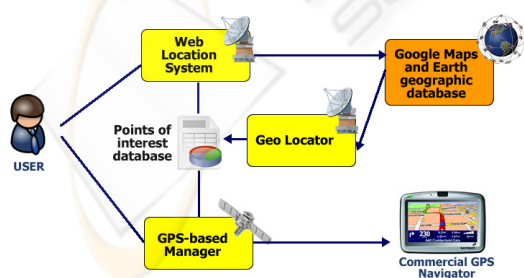 Web
Location
System
Google Maps
and Earth
geographic
database
Points of
interest
database
Geo Locator
USER
GPS-based
Manager
230
Commercial GPS
Navigator